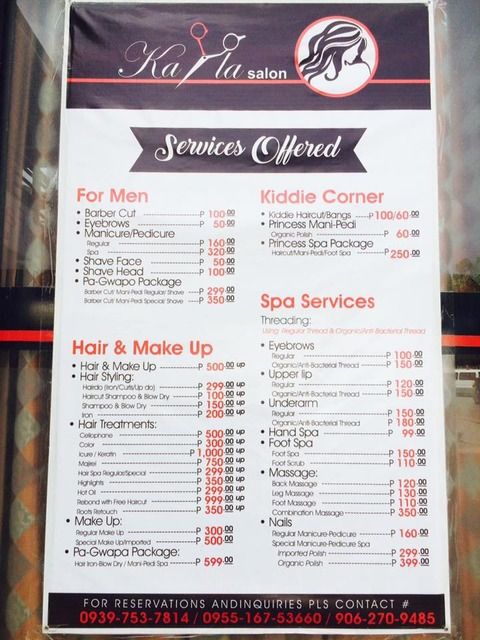 Kayla salon
Services Offered
For Men
• Barber Cut ---------------P 100.00
• Eyebrows ----------------P 50.00
• Manicure/Pedicure
Regular ---------------------P 160.00
Spa --------------------------P 320.00
• Shave Face -------------P 50.00
• Shave Head ------------P 100.00
• Pa-Gwapo Package
Barber Cut/ Mani-Pedi Regular/ Shave ----P 299.00
Barber Cut/ Mani-Pedi Special/ Shave ----P 350.00
Hair & Make Up
• Hair & Make Up --------P 500.00 up
• Hair Styling:
Hairdo (Iron/Curls/Up do) --------P 299.00 up
Haircut Shampoo & Blow Dry ----P 100.00 up
Shampoo & Blow Dry -------------P 150.00 up
Iron -------------------------P 200.00 up
• Hair Treatments:
Cellophane ------------------P 500.00 up
Color -------------------------P 300.00 up
Icure / Keratin --------------P 1,000.00 up
Majirel -----------------------P 750.00 up
Hair Spa Regular/Special --------P 299.00 up
Highlights --------------------P 350.00 up
Hot Oil -----------------------P 299.00 up
Rebond with Free Haircut --------P 999.00 up
Roots Retouch ---------------P 350.00 up
• Make Up:
Regular Make Up -------------P 300.00
Special Make Up/Imported --------P 500.00
• Pa-Gwapa Package:
Hair Iron-Blow Dry / Mani-Pedi Spa -----P 599.00
Kiddie Corner
• Kiddie Haircut/Bangs ----P100/60.00
• Princess Mani-Pedi
Organic Polish -------------------P 60.00
• Princess Spa Package
Haircut/Mani-Pedi/Foot Spa --------P 250.00
Spa Services
Threading:
Using Regular Thread & Organic/Anti Bacterial Thread
• Eyebrows
Regular -------------------------P 100.00
Organic/Anti-Bacterial Thread --------P 150.00
• Upper lip
Regular -------------------------P 120.00
Organic/Anti-Bacterial Thread --------P 150.00
• Underarm
Regular -------------------------P 150.00
Organic/Anti-Bacterial Thread --------P 180.00
• Hand Spa ----------------P 99.00
• Foot Spa
Foot Spa ---------------------P 150.00
Foot Scrub -------------------P 110.00
• Massage:
Back Massage ----------------P 120.00
Leg Massage -----------------P 130.00
Foot Massage ----------------P 110.00
Combination Massage --------P 350.00
• Nails
Regular Manicure-Pedicure -----P 160.00
Special Manicure-Pedicure Spa
Imported Polish ---------------P 299.00
Organic Polish ----------------P 399.00
FOR RESERVATIONS ANDINQUIRIES PLS CONTACT #
0939-753-7814 / 0955-167-53660 / 906-270-9485